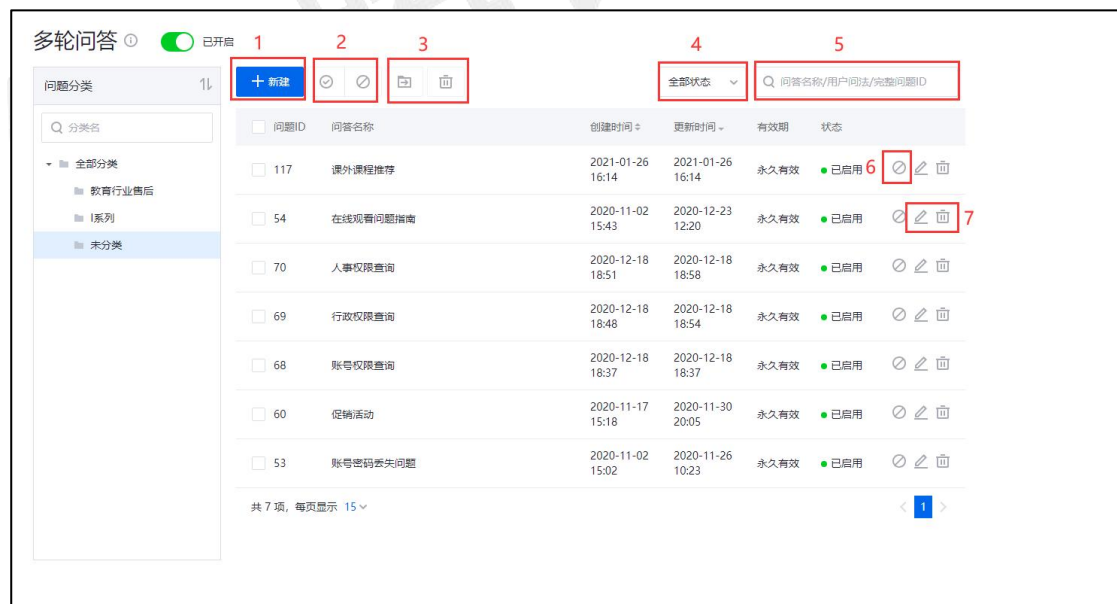 多轮问答 已开启 1 2 3 4 5
问题分类 新建 全部状态 问答名称/用户问法/完整问题ID
分类名 问题ID 问答名称 创建时间 更新时间 有效期 状态
全部分类
教育行业售后
I系列
未分类
117 课外课程推荐 2021-01-26 16:14 2021-01-26 16:14 永久有效 已启用 6
54 在线观看问题指南 2020-11-02 15:43 2020-12-23 12:20 永久有效 已启用 7
70 人事权限查询 2020-12-18 18:51 2020-12-18 18:58 永久有效 已启用
69 行政权限查询 2020-12-18 18:48 2020-12-18 18:54 永久有效 已启用
68 账号权限查询 2020-12-18 18:37 2020-12-18 18:37 永久有效 已启用
60 促销活动 2020-11-17 15:18 2020-11-30 20:05 永久有效 已启用
53 账号密码丢失问题 2020-11-02 15:02 2020-11-26 10:23 永久有效 已启用
共 7 项，每页显示 15 < 1 >